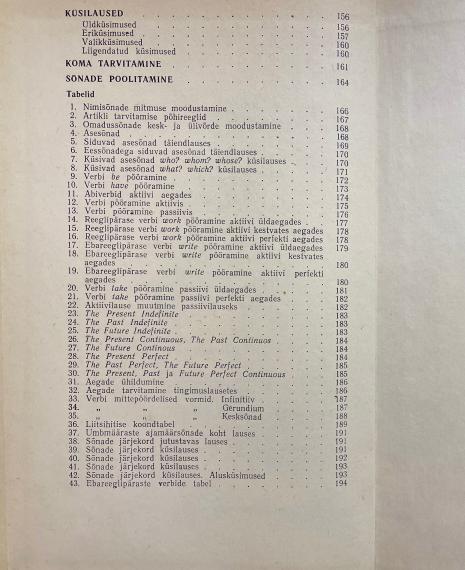 KÜSILAUSED . . . . . . . . . . . . 156
Üldküsimused . . . . . . . . . . . 156
Eriküsimused . . . . . . . . . . . 157
Valikküsimused . . . . . . . . . . 160
Liigendatud küsimused . . . . . . . . 160
KOMA TARVITAMINE . . . . . . . . . 161
SÕNADE POOLITAMINE . . . . . . . . 164
Tabelid
1. Nimisõnade mitmuse moodustamine . . . . . 166
2. Artikli tarvitamise põhireeglid . . . . . . 167
3. Omadussõnade kesk- ja ülivõrde moodustamine . . . 168
4. Asesõnad . . . . . . . . . . . 168
5. Siduvad asesõnad täiendlauses . . . . . . 169
6. Eessõnadega siduvad asesõnad täiendlauses . . . . 170
7. Küsivad asesõnad who? whom? whose? küsilauses . . 170
8. Küsivad asesõnad what? which? küsilauses . . . . 171
9. Verbi be pööramine . . . . . . . . 172
10. Verbi have pööramine . . . . . . . . 173
11. Abiverbid aktiivi aegades . . . . . . . 174
12. Verbi pööramine aktiivis . . . . . . . 175
13. Verbi pööramine passiivis . . . . . . . 176
14. Reeglipärase verbi work pööramine aktiivi üldaegades . 177
15. Reeglipärase verbi work pööramine aktiivi kestvates aegades 178
16. Reeglipärase verbi work pööramine aktiivi perfekti aegades 178
17. Ebareeglipärase verbi write pööramine aktiivi üldaegades 179
18. Ebareeglipärase verbi write pööramine aktiivi kestvates
aegades . . . . . . . . . . . 180
19. Ebareeglipärase verbi write pööramine aktiivi perfekti
aegades . . . . . . . . . . . 180
20. Verbi take pööramine passiivi üldaegades . . . . 181
21. Verbi take pööramine passiivi perfekti aegades . . . 182
22. Aktiivilause muutmine passiivilauseks . . . . . 182
23. The Present Indefinite . . . . . . . . 183
24. The Past Indefinite . . . . . . . . 183
25. The Future Indefinite . . . . . . . . 183
26. The Present Continuous, The Past Continuos . . . 184
27. The Future Continous . . . . . . . . 184
28. The Present Perfect . . . . . . . . 184
29. The Past Perfect, The Future Perfect . . . . . 185
30. The Present, Past ja Future Perfect Continuous . . . 185
31. Aegade ühildumine . . . . . . . . 186
32. Aegade tarvitamine tingimuslausetes . . . . . 186
33. Verbi mittepöördelised vormid. Infinitiiv . . . . 187
34. „ „ „ Gerundium . . . 187
35. „ „ „ Kesksõnad . . . 188
36. Liitsihitise koondtabel . . . . . . . . 189
37. Umbmääraste ajamäärsõnade koht lauses . . . . 191
38. Sõnade järjekord jutustavas lauses . . . . . . 191
39. Sõnade järjekord küsilauses . . . . . . . 191
40. Sõnade järjekord küsilauses . . . . . . . 192
41. Sõnade järjekord küsilauses . . . . . . . 193
42. Sõnade järjekord küsilauses. Alusküsimused . . . 193
43. Ebareeglipäraste verbide tabel . . . . . . 194